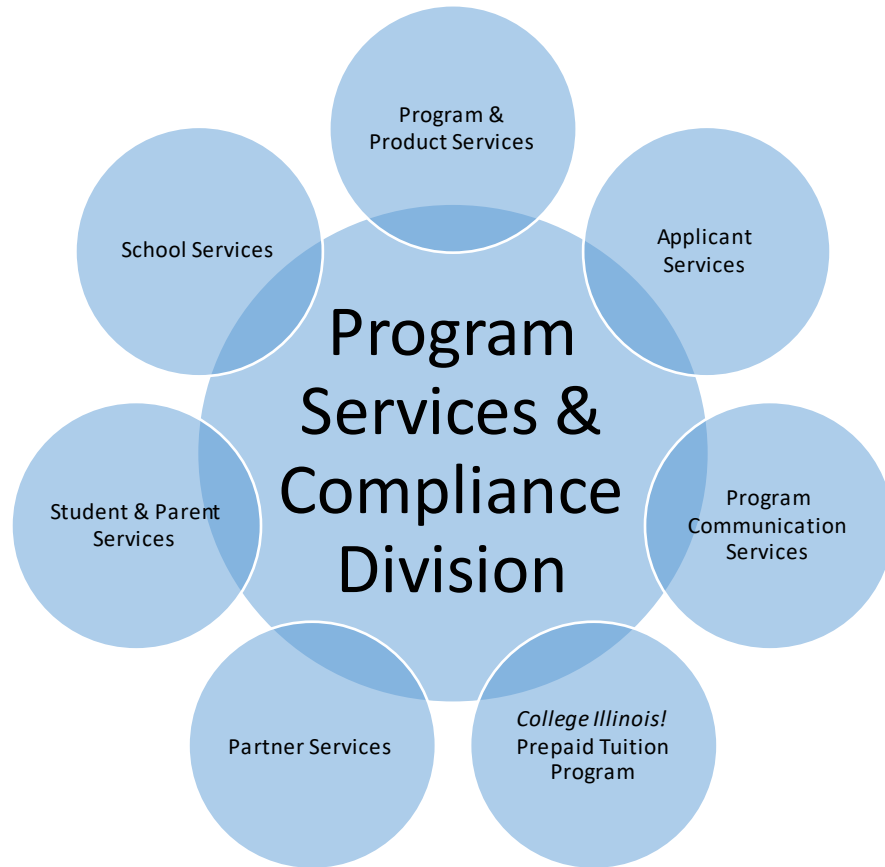 Program &
Product Services
School Services
Applicant
Services
Program
Services &
Compliance
Division
Student & Parent
Services
Program
Communication
Services
Partner Services
College Illinois!
Prepaid Tuition
Program